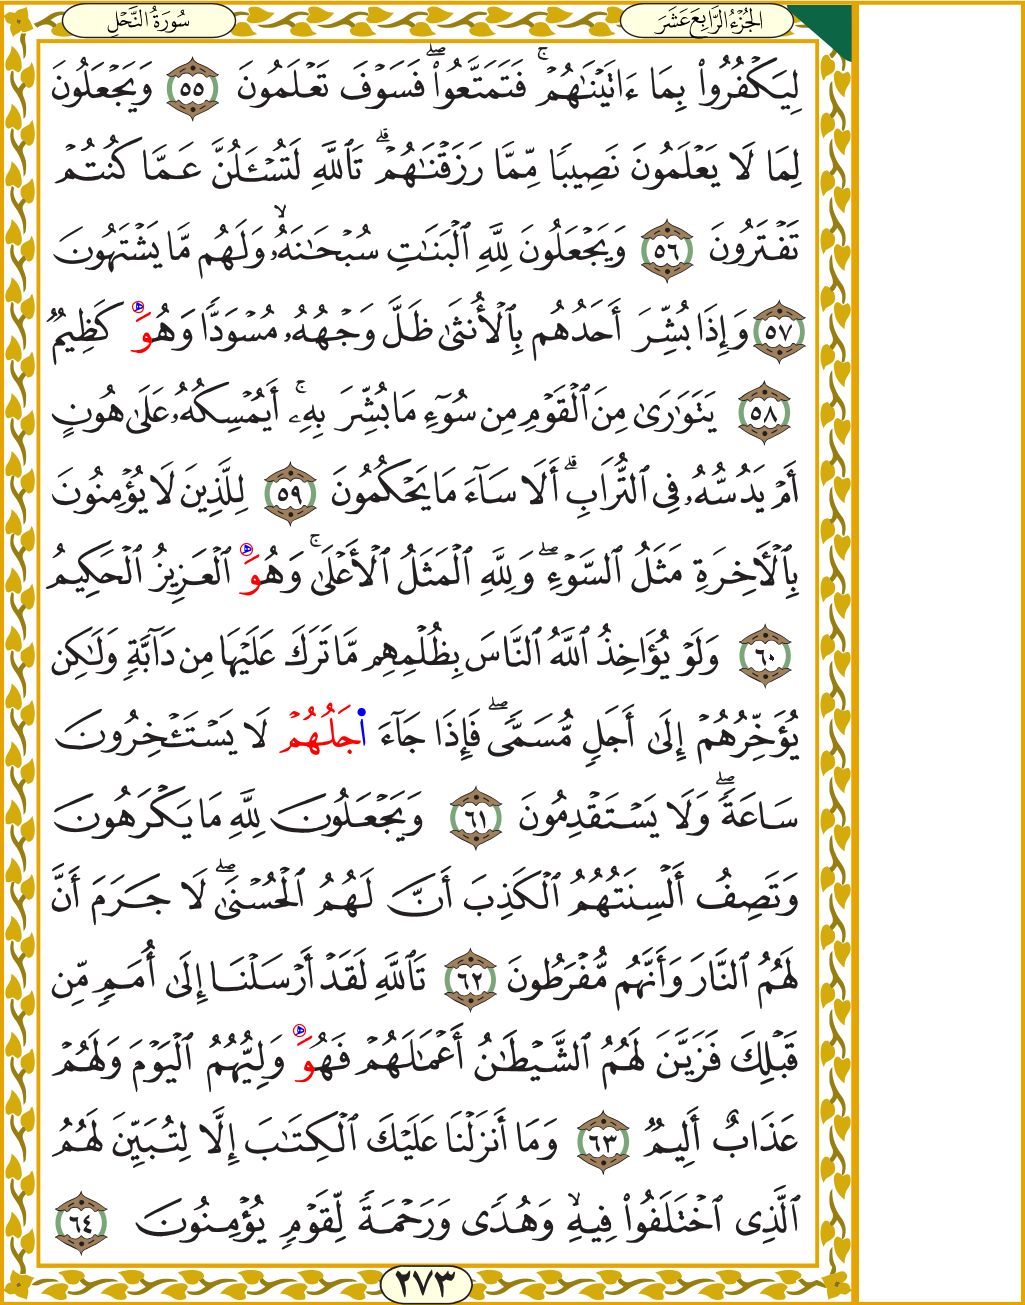 الجُزْءُ الرَّابِعَ عَشَرَ
سُورَةُ النَّحْلِ
لِيَكْفُرُوا۟ بِمَآ ءَاتَيْنَـٰهُمْ ۚ فَتَمَتَّعُوا۟ ۖ فَسَوْفَ تَعْلَمُونَ ٥٥ وَيَجْعَلُونَ
لِمَا لَا يَعْلَمُونَ نَصِيبًا مِّمَّا رَزَقْنَـٰهُمْ ۗ تَٱللَّهِ لَتُسْـَٔلُنَّ عَمَّا كُنتُمْ
تَفْتَرُونَ ٥٦ وَيَجْعَلُونَ لِلَّهِ ٱلْبَنَـٰتِ سُبْحَـٰنَهُۥ ۙ وَلَهُم مَّا يَشْتَهُونَ
٥٧ وَإِذَا بُشِّرَ أَحَدُهُم بِٱلْأُنثَىٰ ظَلَّ وَجْهُهُۥ مُسْوَدًّا وَهُوَ كَظِيمٌ
٥٨ يَتَوَٰرَىٰ مِنَ ٱلْقَوْمِ مِن سُوٓءِ مَا بُشِّرَ بِهِۦٓ ۚ أَيُمْسِكُهُۥ عَلَىٰ هُونٍ
أَمْ يَدُسُّهُۥ فِى ٱلتُّرَابِ ۗ أَلَا سَآءَ مَا يَحْكُمُونَ ٥٩ لِلَّذِينَ لَا يُؤْمِنُونَ
بِٱلْـَٔاخِرَةِ مَثَلُ ٱلسَّوْءِ ۖ وَلِلَّهِ ٱلْمَثَلُ ٱلْأَعْلَىٰ ۚ وَهُوَ ٱلْعَزِيزُ ٱلْحَكِيمُ
٦٠ وَلَوْ يُؤَاخِذُ ٱللَّهُ ٱلنَّاسَ بِظُلْمِهِم مَّا تَرَكَ عَلَيْهَا مِن دَآبَّةٍ وَلَـٰكِن
يُؤَخِّرُهُمْ إِلَىٰٓ أَجَلٍ مُّسَمًّى ۖ فَإِذَا جَآءَ ا۬جَلُهُمْ لَا يَسْتَـْٔخِرُونَ
سَاعَةً ۖ وَلَا يَسْتَقْدِمُونَ ٦١ وَيَجْعَلُونَ لِلَّهِ مَا يَكْرَهُونَ
وَتَصِفُ أَلْسِنَتُهُمُ ٱلْكَذِبَ أَنَّ لَهُمُ ٱلْحُسْنَىٰ ۖ لَا جَرَمَ أَنَّ
لَهُمُ ٱلنَّارَ وَأَنَّهُم مُّفْرَطُونَ ٦٢ تَٱللَّهِ لَقَدْ أَرْسَلْنَآ إِلَىٰٓ أُمَمٍ مِّن
قَبْلِكَ فَزَيَّنَ لَهُمُ ٱلشَّيْطَـٰنُ أَعْمَـٰلَهُمْ فَهُوَ وَلِيُّهُمُ ٱلْيَوْمَ وَلَهُمْ
عَذَابٌ أَلِيمٌ ٦٣ وَمَآ أَنزَلْنَا عَلَيْكَ ٱلْكِتَـٰبَ إِلَّا لِتُبَيِّنَ لَهُمُ
ٱلَّذِى ٱخْتَلَفُوا۟ فِيهِ ۙ وَهُدًى وَرَحْمَةً لِّقَوْمٍ يُؤْمِنُونَ ٦٤
٢٧٣